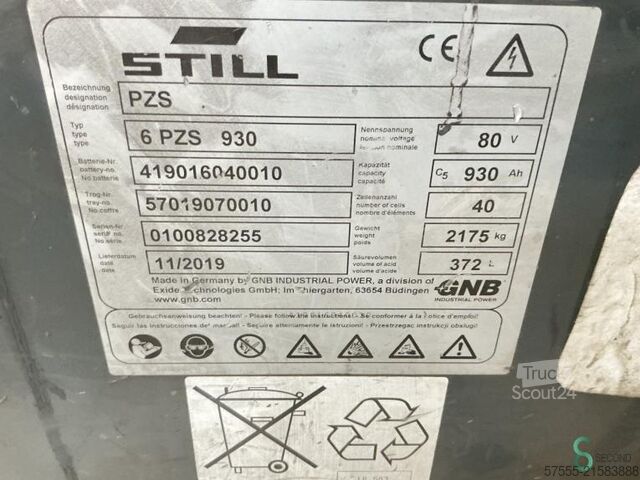 STILL
CE
Bezeichnung
designation
désignation
PZS
Typ
type
type
6 PZS 930
Nennspannung
nominal voltage
tension nominale
80 V
Batterie-Nr.
battery-no.
No.batterie
419016040010
Kapazität
capacity
capacité
C5 930 Ah
Trog-Nr.
tray-no.
No.coffre
57019070010
Zellenanzahl
number of cells
nombre d'éléments
40
Serien-Nr.
serial no.
No.série
0100828255
Gewicht
weight
poids
2175 kg
Lieferdatum
date
date
11/2019
Säurevolumen
volume of acid
volume d'acide
372 L
Made in Germany by GNB INDUSTRIAL POWER, a division of
Exide Technologies GmbH; Im Thiergarten, 63654 Büdingen
www.gnb.com
GNB
INDUSTRIAL POWER
Gebrauchsanweisung beachten! - Please follow the instructions! - Se conformer à la notice d'emploi!
Seguir las instrucciones de manual! - Seguire attentamente le istruzioni! - Przestrzegac instrukcji obslugi!
Truck
Scout24
S SECOND
57555-21583888